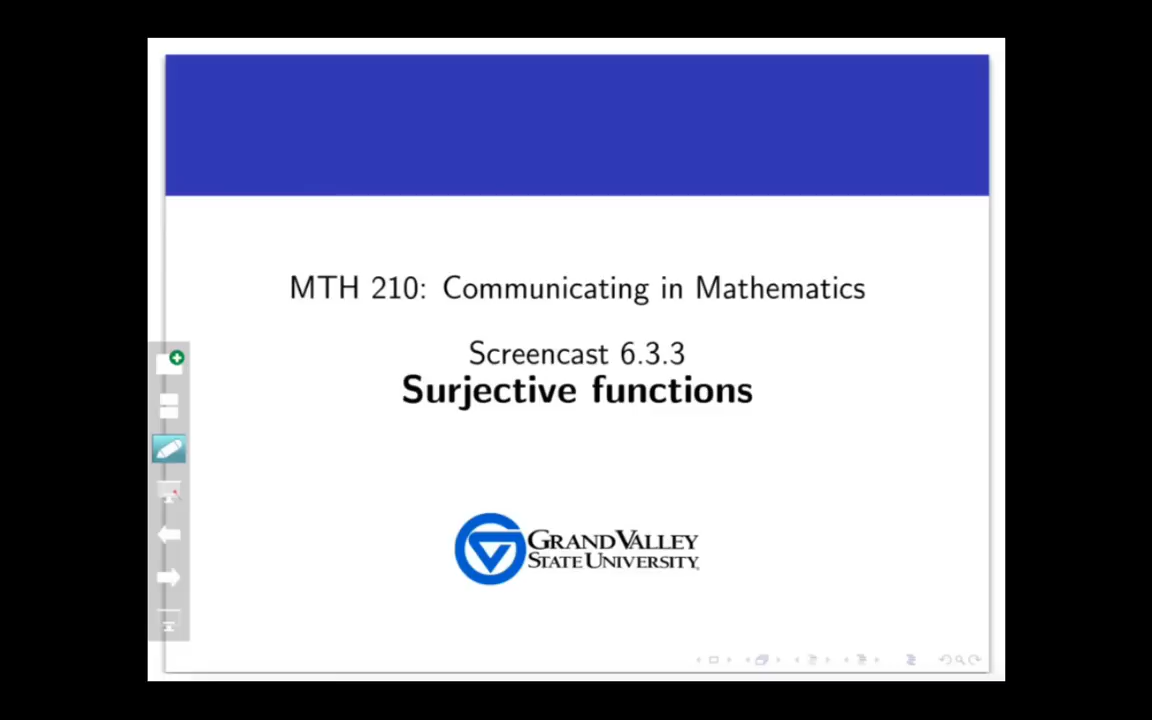 MTH 210: Communicating in Mathematics
Screencast 6.3.3
Surjective functions
GRAND VALLEY
STATE UNIVERSITY